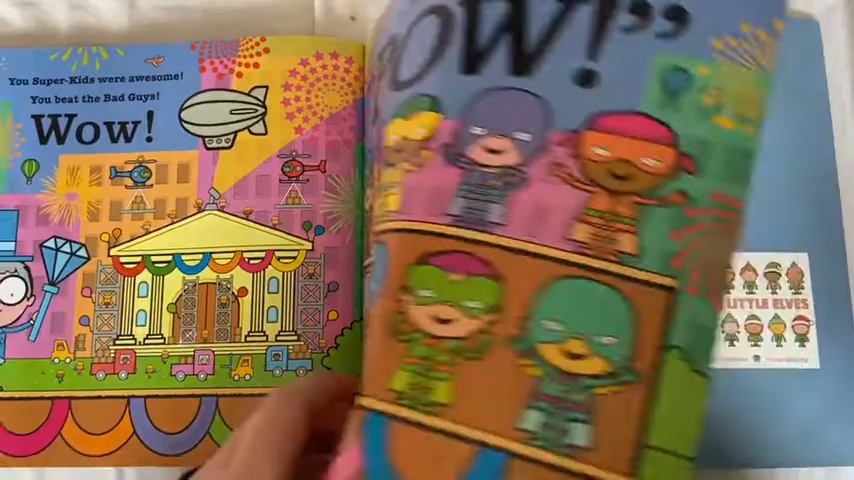 You Super-Kids were awesome!
You beat the Bad Guys!
Wow!
OW!”
LITTLE ELVES